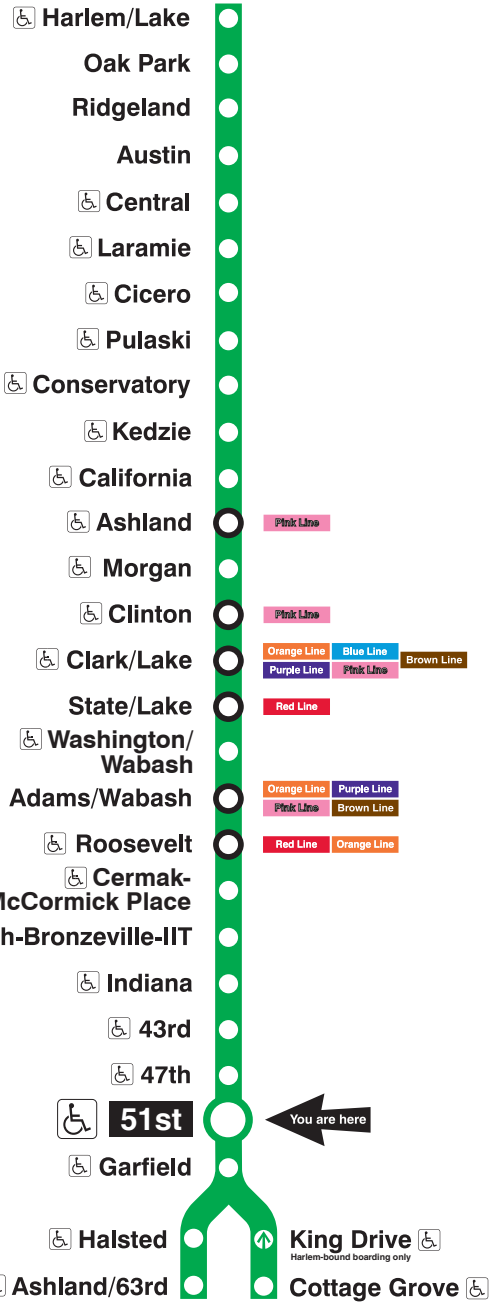 Harlem/Lake
Oak Park
Ridgeland
Austin
Central
Laramie
Cicero
Pulaski
Conservatory
Kedzie
California
Ashland
Pink Line
Morgan
Clinton
Pink Line
Clark/Lake
Orange Line Blue Line
Brown Line
Purple Line Pink Line
State/Lake
Red Line
Washington/
Wabash
Adams/Wabash
Orange Line Purple Line
Pink Line Brown Line
Roosevelt
Red Line Orange Line
Cermak-
McCormick Place
h-Bronzeville-IIT
Indiana
43rd
47th
51st
You are here
Garfield
Halsted
King Drive
Harlem-bound boarding only
Ashland/63rd
Cottage Grove